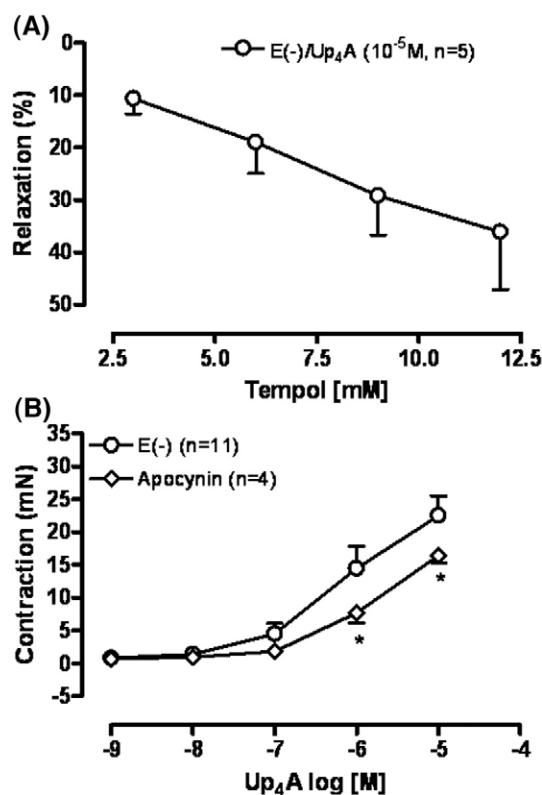 (A)
0
10
20
30
40
50
Relaxation (%)
E(-)/Up₄A (10⁻⁵M, n=5)
2.5 5.0 7.5 10.0 12.5
Tempol [mM]
(B)
35
30
25
20
15
10
5
0
-5
Contraction (mN)
E(-) (n=11)
Apocynin (n=4)
*
*
-9 -8 -7 -6 -5 -4
Up₄A log [M]